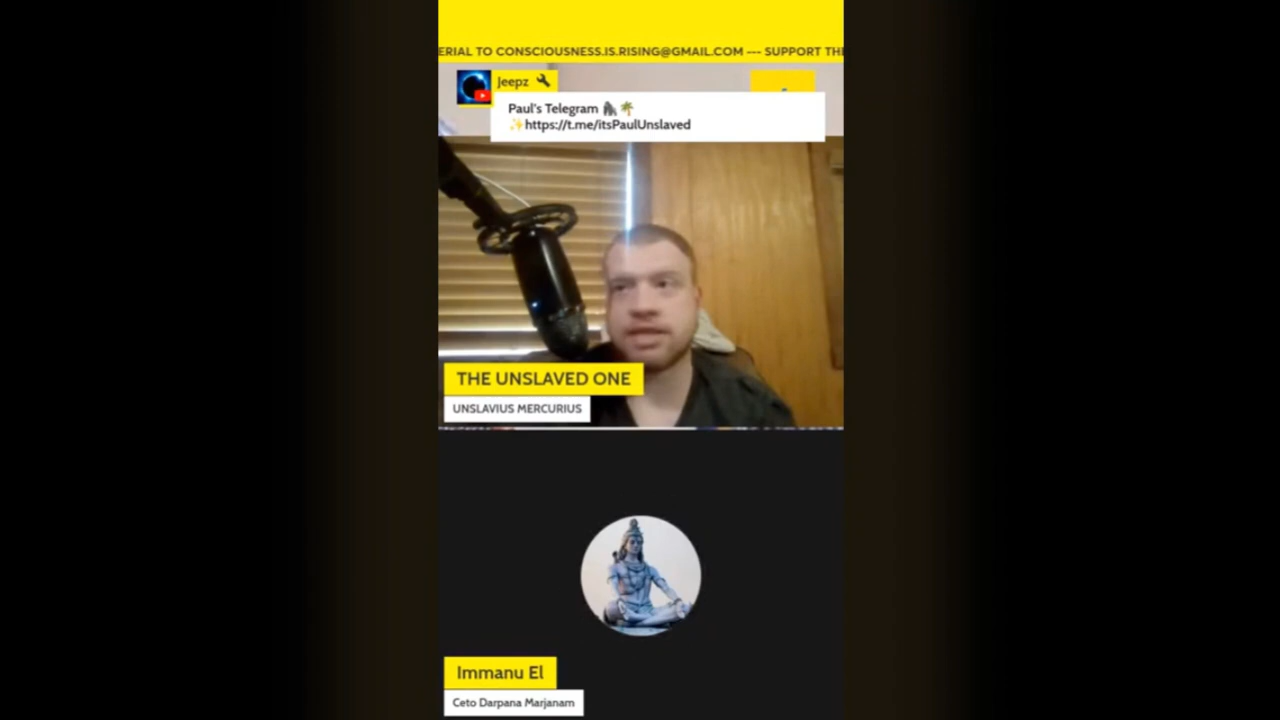 ERIAL TO CONSCIOUSNESS.IS.RISING@GMAIL.COM --- SUPPORT TH
Jeepz 🔧
Paul's Telegram 🦍🌴
✨https://t.me/itsPaulUnslaved
THE UNSLAVED ONE
UNSLAVIUS MERCURIUS
Immanu El
Ceto Darpana Marjanam